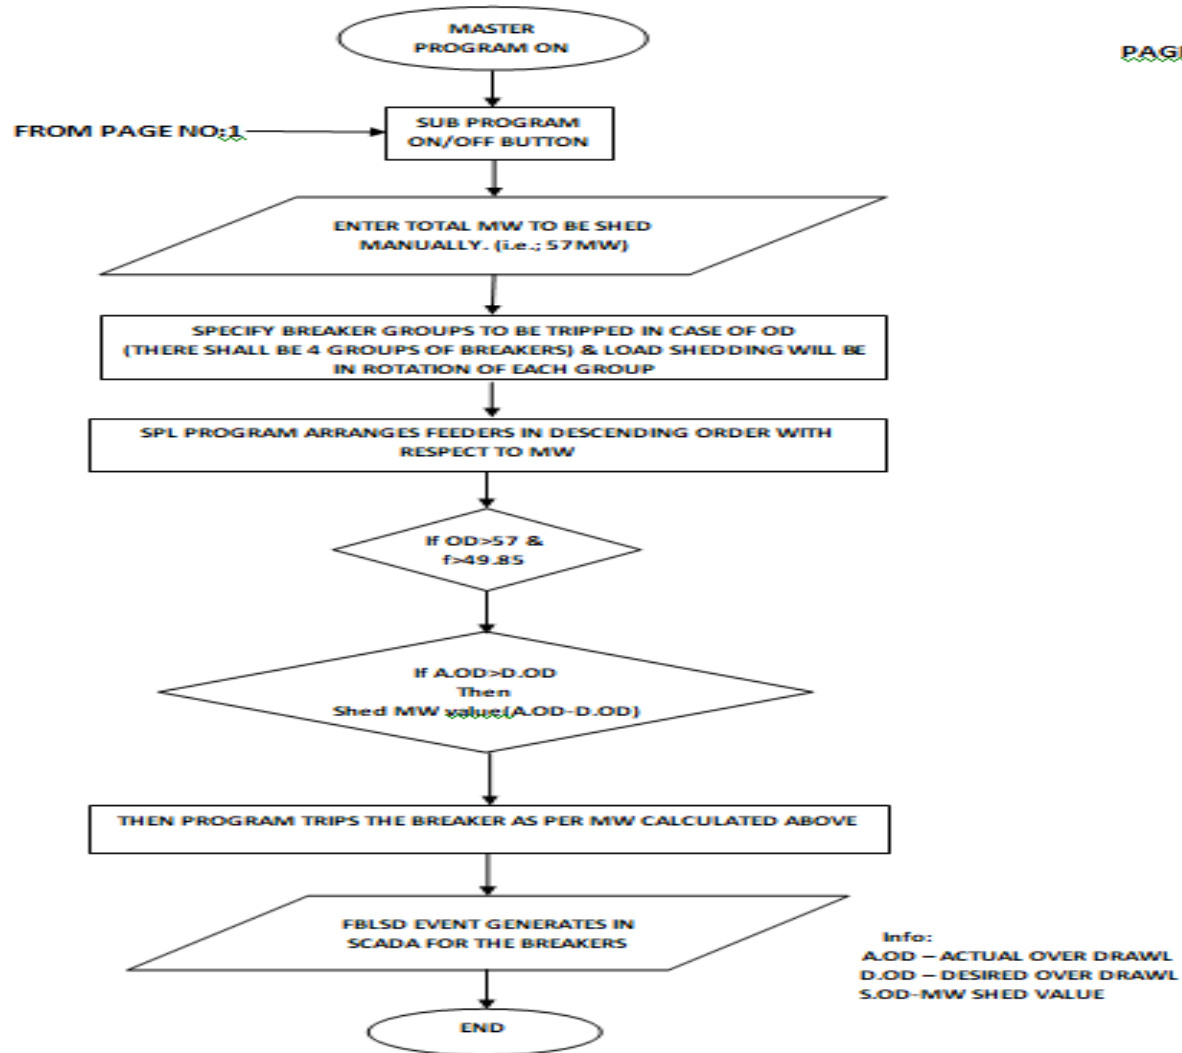 MASTER
PROGRAM ON
PAGE
FROM PAGE NO:1
SUB PROGRAM
ON/OFF BUTTON
ENTER TOTAL MW TO BE SHED
MANUALLY. (i.e.; 57MW)
SPECIFY BREAKER GROUPS TO BE TRIPPED IN CASE OF OD
(THERE SHALL BE 4 GROUPS OF BREAKERS) & LOAD SHEDDING WILL BE
IN ROTATION OF EACH GROUP
SPL PROGRAM ARRANGES FEEDERS IN DESCENDING ORDER WITH
RESPECT TO MW
If OD>57 &
f>49.85
If A.OD>D.OD
Then
Shed MW value(A.OD-D.OD)
THEN PROGRAM TRIPS THE BREAKER AS PER MW CALCULATED ABOVE
FBLSD EVENT GENERATES IN
SCADA FOR THE BREAKERS
Info:
A.OD – ACTUAL OVER DRAWL
D.OD – DESIRED OVER DRAWL
S.OD-MW SHED VALUE
END